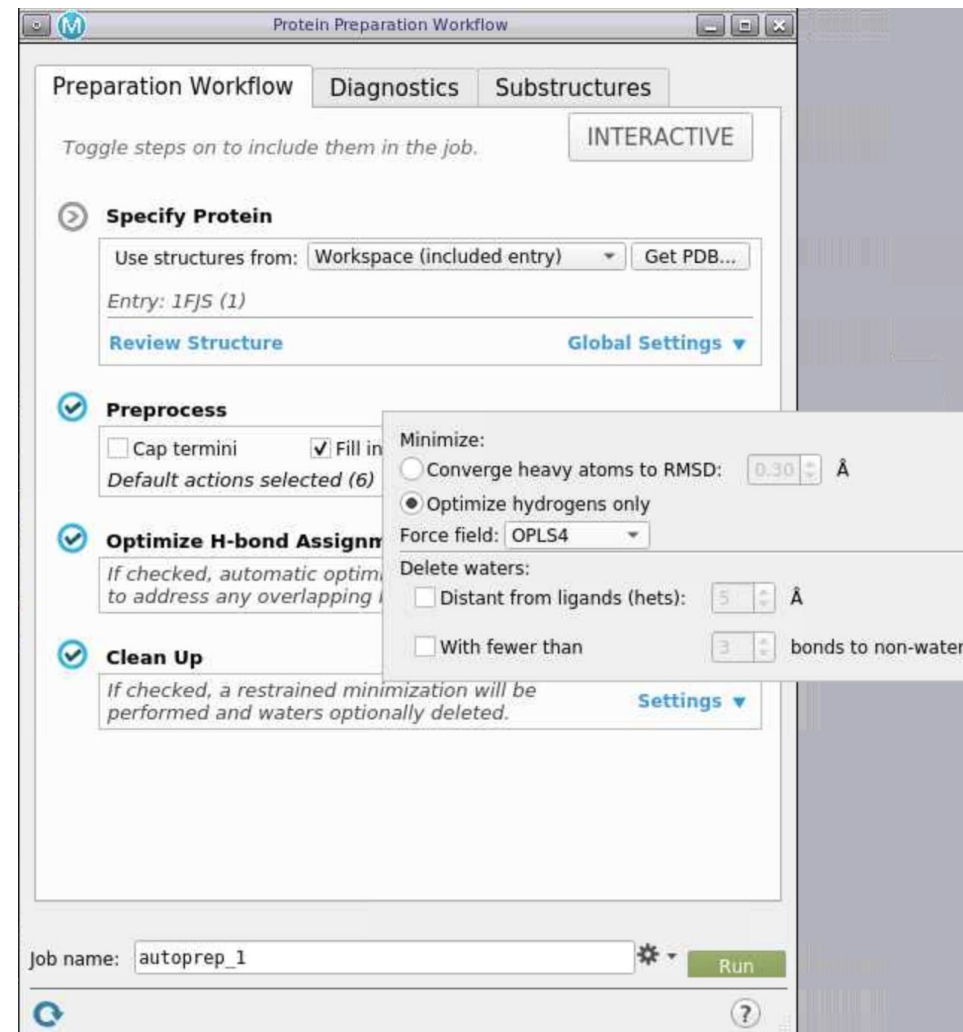 Protein Preparation Workflow
Preparation Workflow Diagnostics Substructures
Toggle steps on to include them in the job. INTERACTIVE
Specify Protein
Use structures from: Workspace (included entry) Get PDB...
Entry: 1FJS (1)
Review Structure Global Settings
Preprocess
Cap termini Fill in
Default actions selected (6)
Minimize:
Converge heavy atoms to RMSD: 0.30 Å
Optimize hydrogens only
Force field: OPLS4
Delete waters:
Distant from ligands (hets): 5 Å
With fewer than 3 bonds to non-water
Optimize H-bond Assignm
If checked, automatic optimi
to address any overlapping
Clean Up
If checked, a restrained minimization will be
performed and waters optionally deleted. Settings
Job name: autoprep_1 Run
?